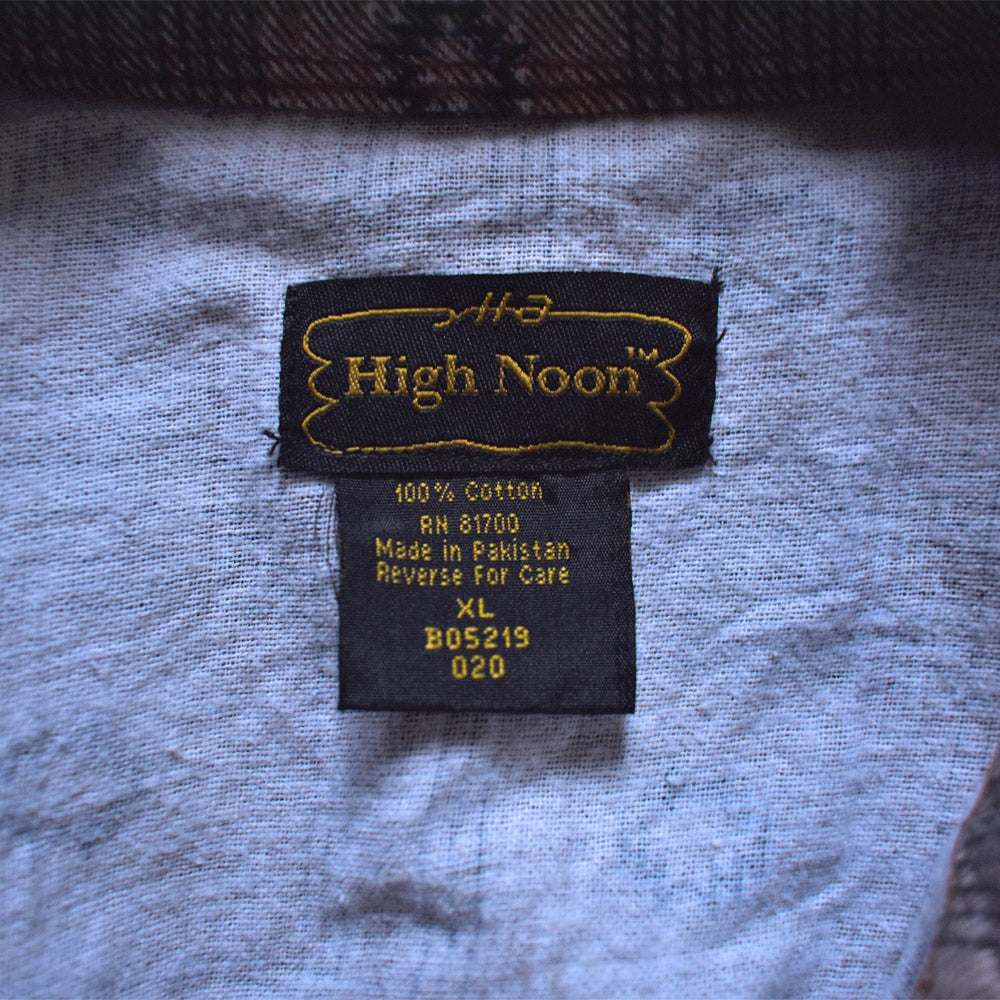 High Noon™
100% Cotton
RN 81700
Made in Pakistan
Reverse For Care
XL
B05219
020